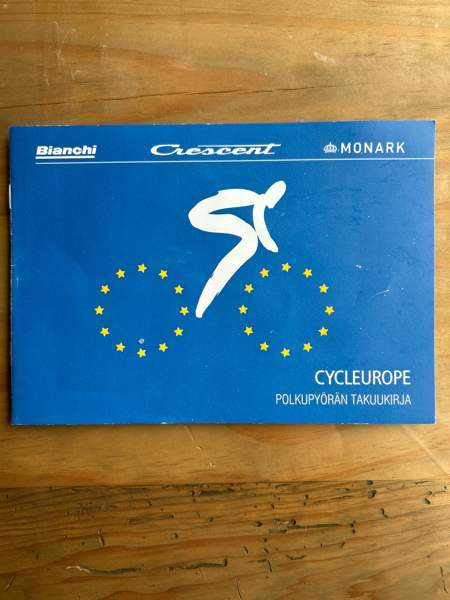 Bianchi Crescent MONARK
CYCLEUROPE
POLKUPYÖRÄN TAKUUKIRJA